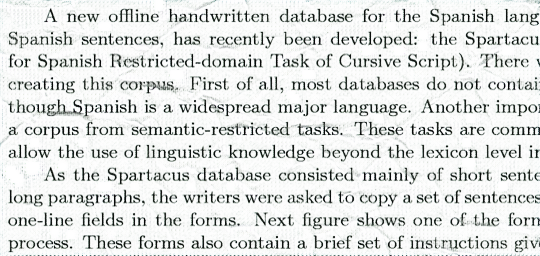 A new offline handwritten database for the Spanish lang
Spanish sentences, has recently been developed: the Spartacu
for Spanish Restricted-domain Task of Cursive Script). There
creating this corpus. First of all, most databases do not contai
though Spanish is a widespread major language. Another impor
a corpus from semantic-restricted tasks. These tasks are comm
allow the use of linguistic knowledge beyond the lexicon level in
As the Spartacus database consisted mainly of short sente
long paragraphs, the writers were asked to copy a set of sentences
one-line fields in the forms. Next figure shows one of the form
process. These forms also contain a brief set of instructions give